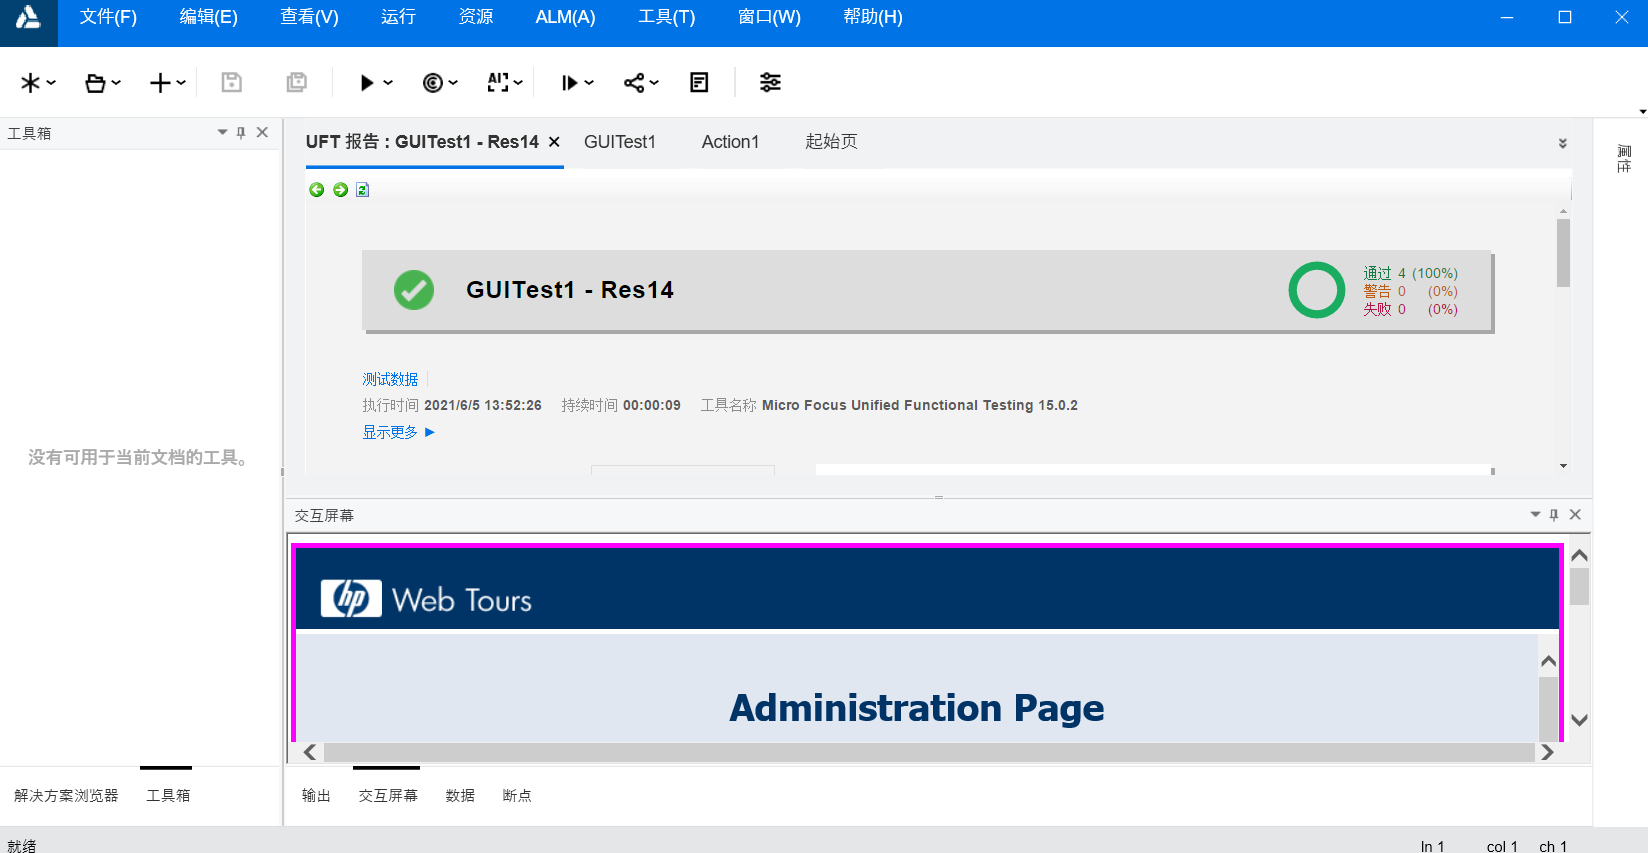 文件(F) 编辑(E) 查看(V) 运行 资源 ALM(A) 工具(T) 窗口(W) 帮助(H)
AI
工具箱
UFT 报告 : GUITest1 - Res14 GUITest1 Action1 起始页
属性
GUITest1 - Res14
通过 4 (100%)
警告 0 (0%)
失败 0 (0%)
测试数据
执行时间 2021/6/5 13:52:26 持续时间 00:00:09 工具名称 Micro Focus Unified Functional Testing 15.0.2
显示更多
没有可用于当前文档的工具。
交互屏幕
hp Web Tours
Administration Page
解决方案浏览器 工具箱
输出 交互屏幕 数据 断点
就绪 ln 1 col 1 ch 1